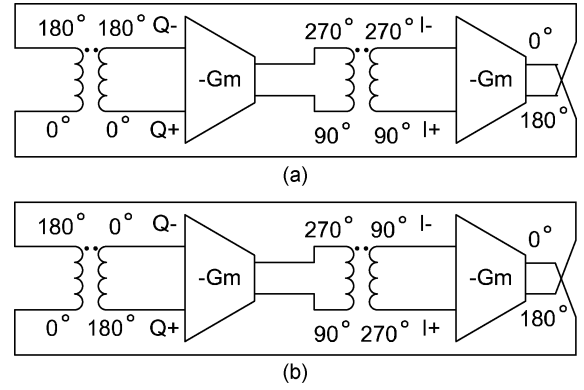 180° 180° Q- 270° 270° I- 0°
-Gm -Gm
0° 0° Q+ 90° 90° I+ 180°
(a)
180° 0° Q- 270° 90° I- 0°
-Gm -Gm
0° 180° Q+ 90° 270° I+ 180°
(b)